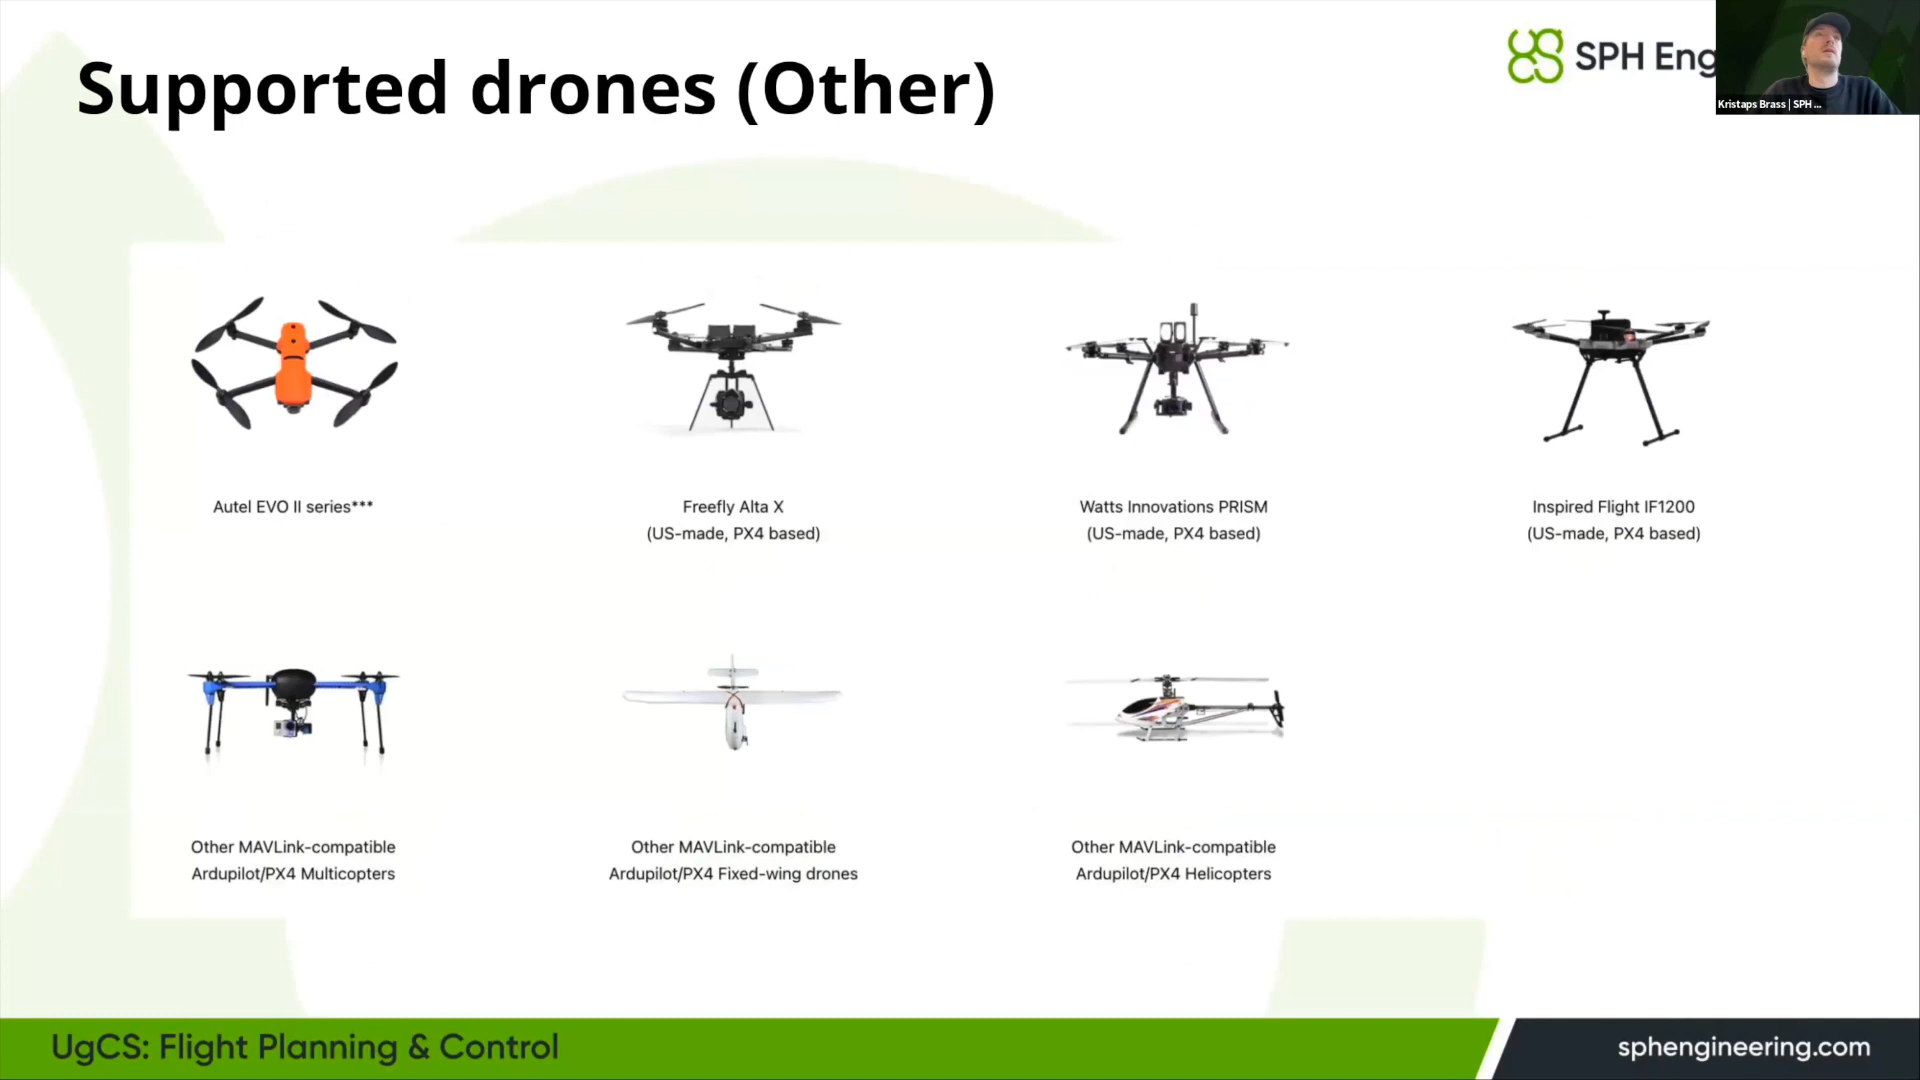 Supported drones (Other)
SPH Eng
Kristaps Brass | SPH ...
Autel EVO II series***
Freefly Alta X
(US-made, PX4 based)
Watts Innovations PRISM
(US-made, PX4 based)
Inspired Flight IF1200
(US-made, PX4 based)
Other MAVLink-compatible
Ardupilot/PX4 Multicopters
Other MAVLink-compatible
Ardupilot/PX4 Fixed-wing drones
Other MAVLink-compatible
Ardupilot/PX4 Helicopters
UgCS: Flight Planning & Control
sphengineering.com